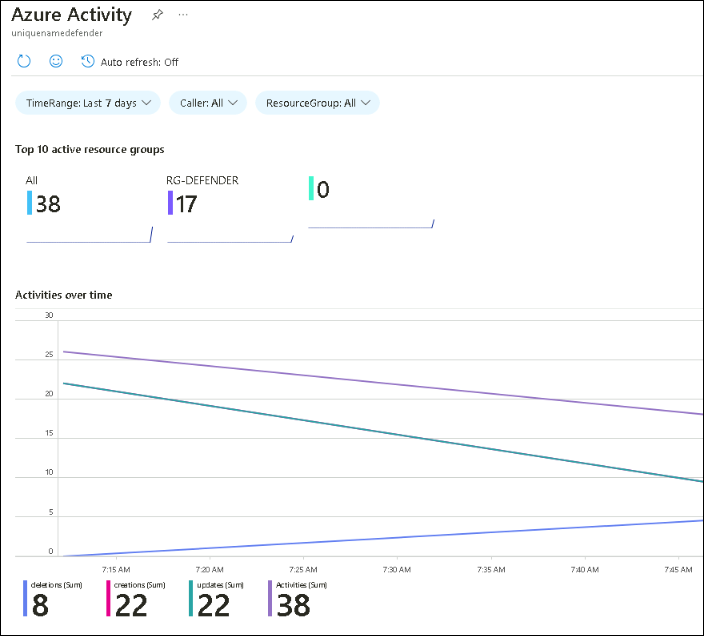 Azure Activity
uniquenamedefender
Auto refresh: Off
TimeRange: Last 7 days
Caller: All
ResourceGroup: All
Top 10 active resource groups
All
38
RG-DEFENDER
17
0
Activities over time
30
25
20
15
10
5
0
7:15 AM 7:20 AM 7:25 AM 7:30 AM 7:35 AM 7:40 AM 7:45 AM
deletions (Sum)
8
creations (Sum)
22
updates (Sum)
22
Activities (Sum)
38